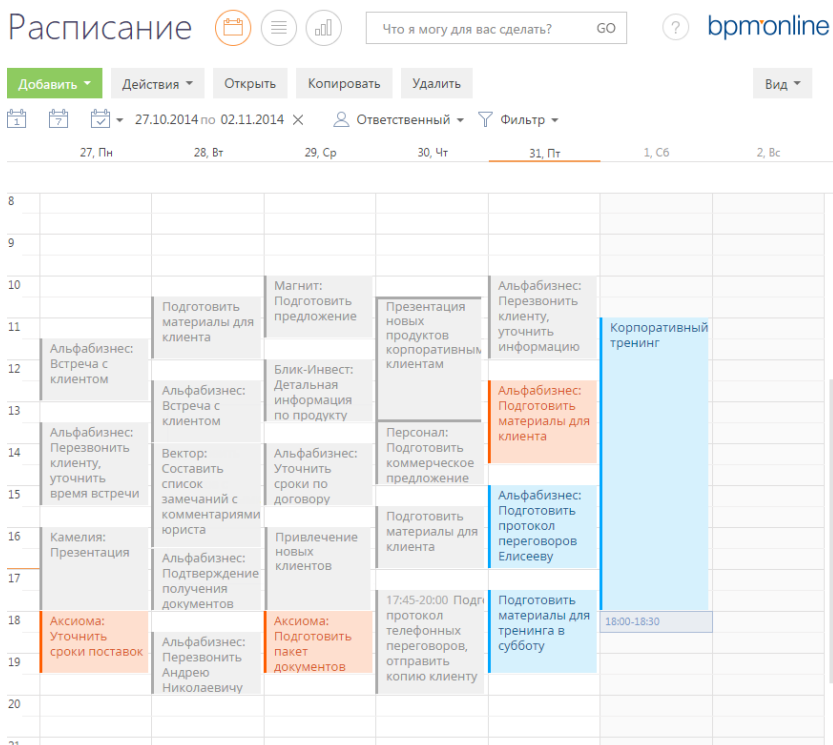 Расписание
Что я могу для вас сделать? GO
?
bpm'online
Добавить
Действия
Открыть
Копировать
Удалить
Вид
1
7
27.10.2014 по 02.11.2014
Ответственный
Фильтр
27, Пн
28, Вт
29, Ср
30, Чт
31, Пт
1, Сб
2, Вс
8
9
10
11
12
13
14
15
16
17
18
19
20
21
Альфабизнес:
Встреча с
клиентом
Альфабизнес:
Перезвонить
клиенту,
уточнить
время встречи
Камелия:
Презентация
Аксиома:
Уточнить
сроки поставок
Подготовить
материалы для
клиента
Альфабизнес:
Встреча с
клиентом
Вектор:
Составить
список
замечаний с
комментариями
юриста
Альфабизнес:
Подтверждение
получения
документов
Альфабизнес:
Перезвонить
Андрею
Николаевичу
Магнит:
Подготовить
предложение
Блик-Инвест:
Детальная
информация
по продукту
Альфабизнес:
Уточнить
сроки по
договору
Привлечение
новых
клиентов
Аксиома:
Подготовить
пакет
документов
Презентация
новых
продуктов
корпоративным
клиентам
Персонал:
Подготовить
коммерческое
предложение
Подготовить
материалы для
клиента
17:45-20:00 Подг
протокол
телефонных
переговоров,
отправить
копию клиенту
Альфабизнес:
Перезвонить
клиенту,
уточнить
информацию
Альфабизнес:
Подготовить
материалы для
клиента
Альфабизнес:
Подготовить
протокол
переговоров
Елисееву
Подготовить
материалы для
тренинга в
субботу
Корпоративный
тренинг
18:00-18:30